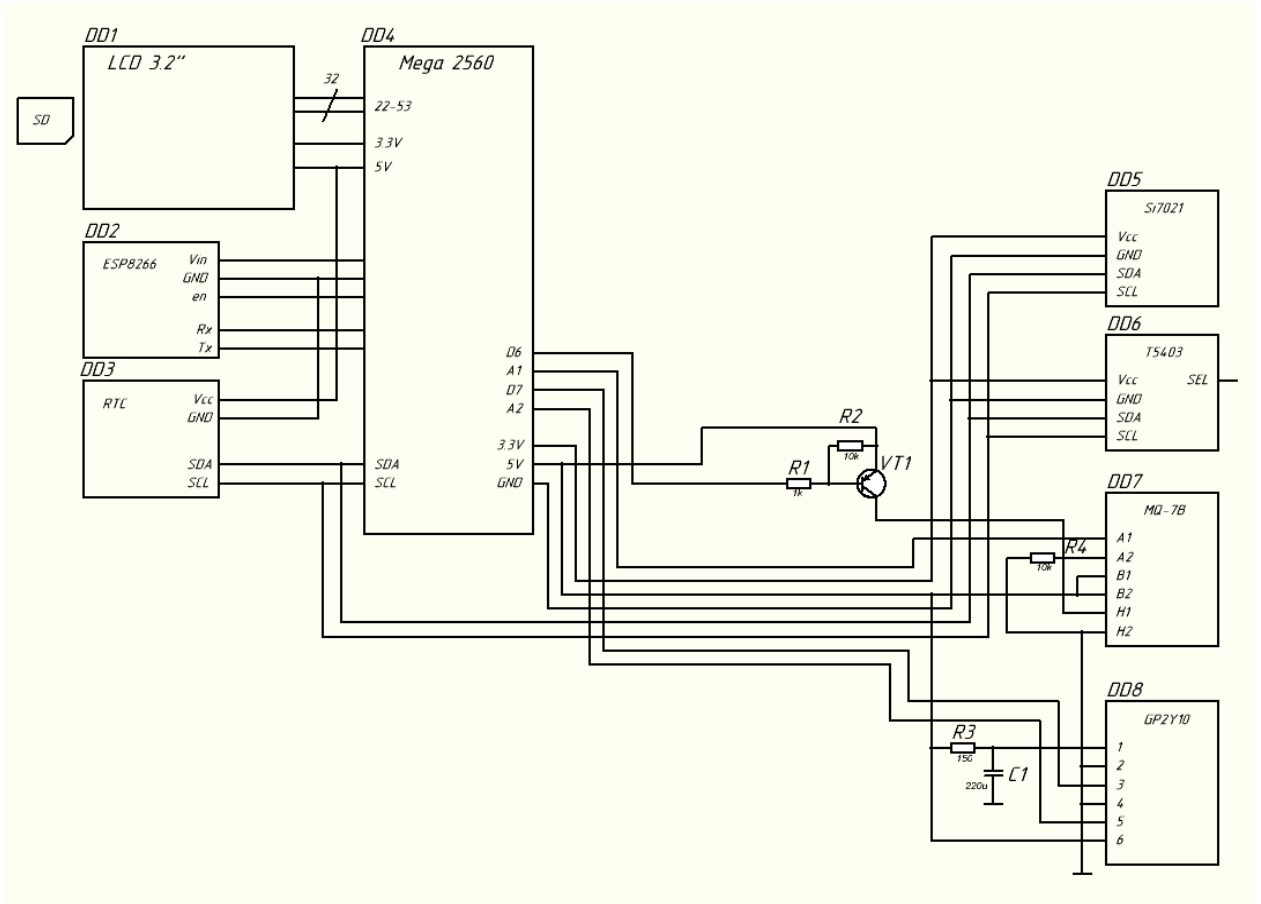 DD1
LCD 3.2"
SD
32
DD4
Mega 2560
22-53
3.3V
5V
DD2
ESP8266
Vin
GND
en
Rx
Tx
DD3
RTC
Vcc
GND
SDA
SCL
SDA
SCL
D6
A1
D7
A2
3.3V
5V
GND
R1
1k
R2
10k
VT1
DD5
Si7021
Vcc
GND
SDA
SCL
DD6
T5403
Vcc
SEL
GND
SDA
SCL
DD7
MQ-7B
A1
A2
B1
B2
H1
H2
R4
10k
DD8
GP2Y10
1
2
3
4
5
6
R3
150
C1
220u